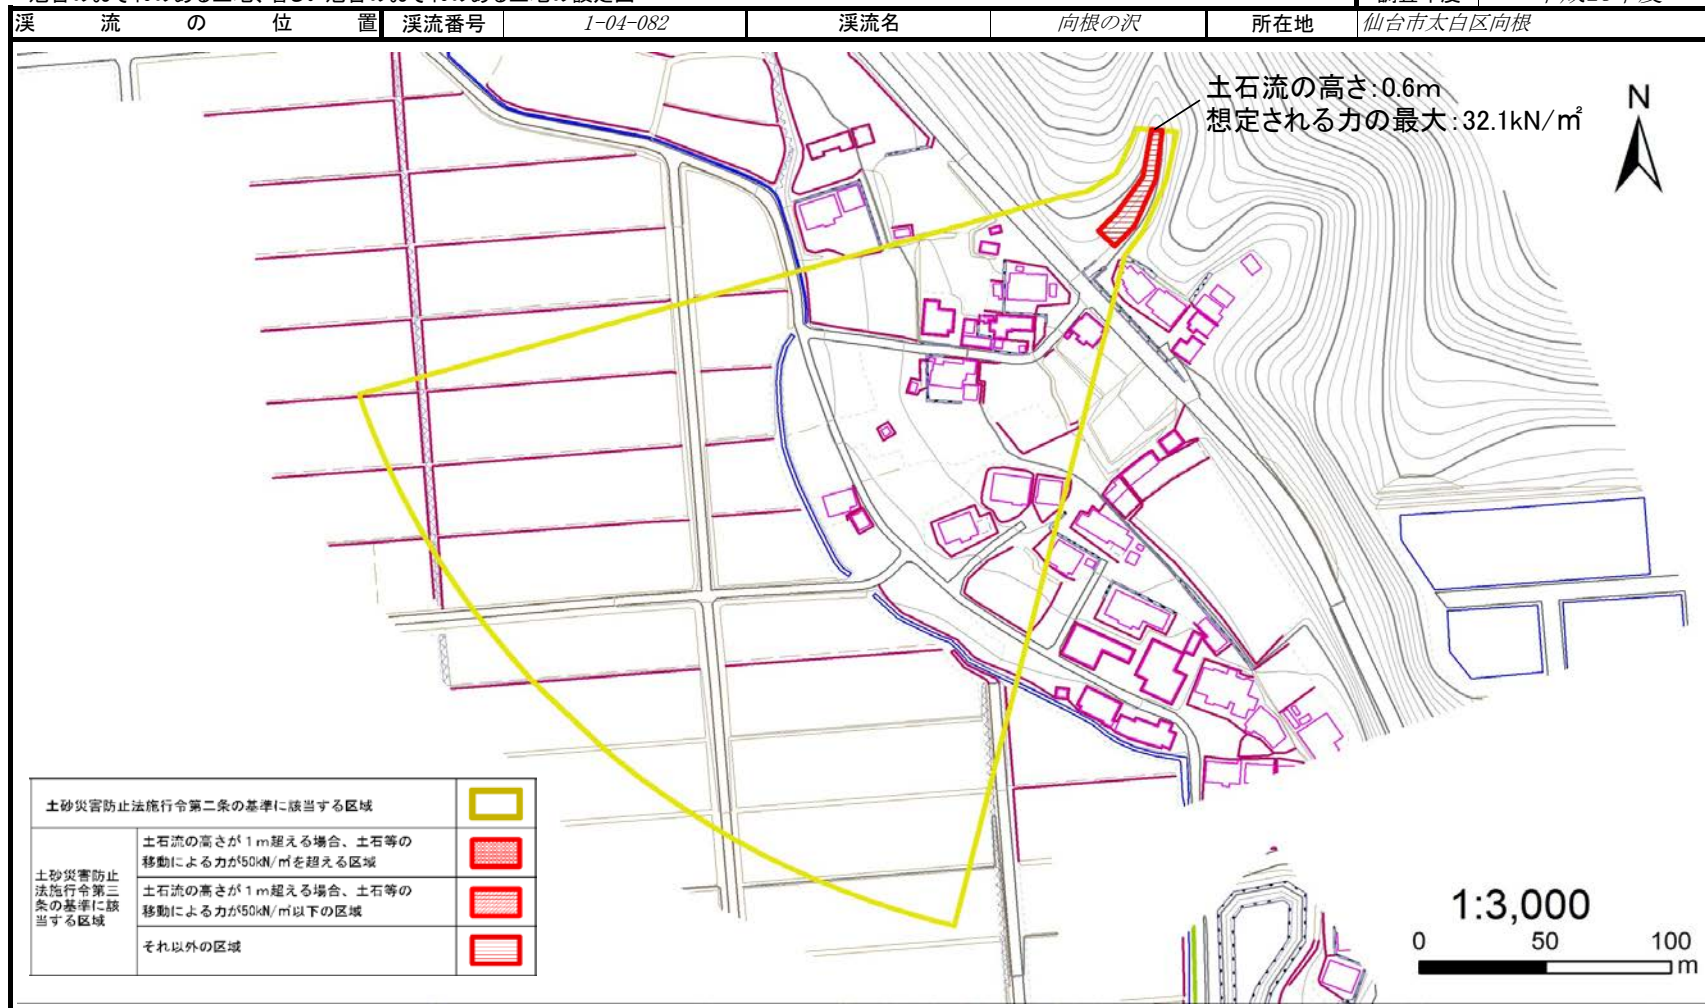 渓流の位置 渓流番号 1-04-082 渓流名 向根の沢 所在地 仙台市太白区向根
土石流の高さ:0.6m
想定される力の最大:32.1kN/㎡
N
土砂災害防止法施行令第二条の基準に該当する区域
土砂災害防止
法施行令第三
条の基準に該
当する区域
土石流の高さが1m超える場合、土石等の
移動による力が50kN/㎡を超える区域
土石流の高さが1m超える場合、土石等の
移動による力が50kN/㎡以下の区域
それ以外の区域
1:3,000
0 50 100
m